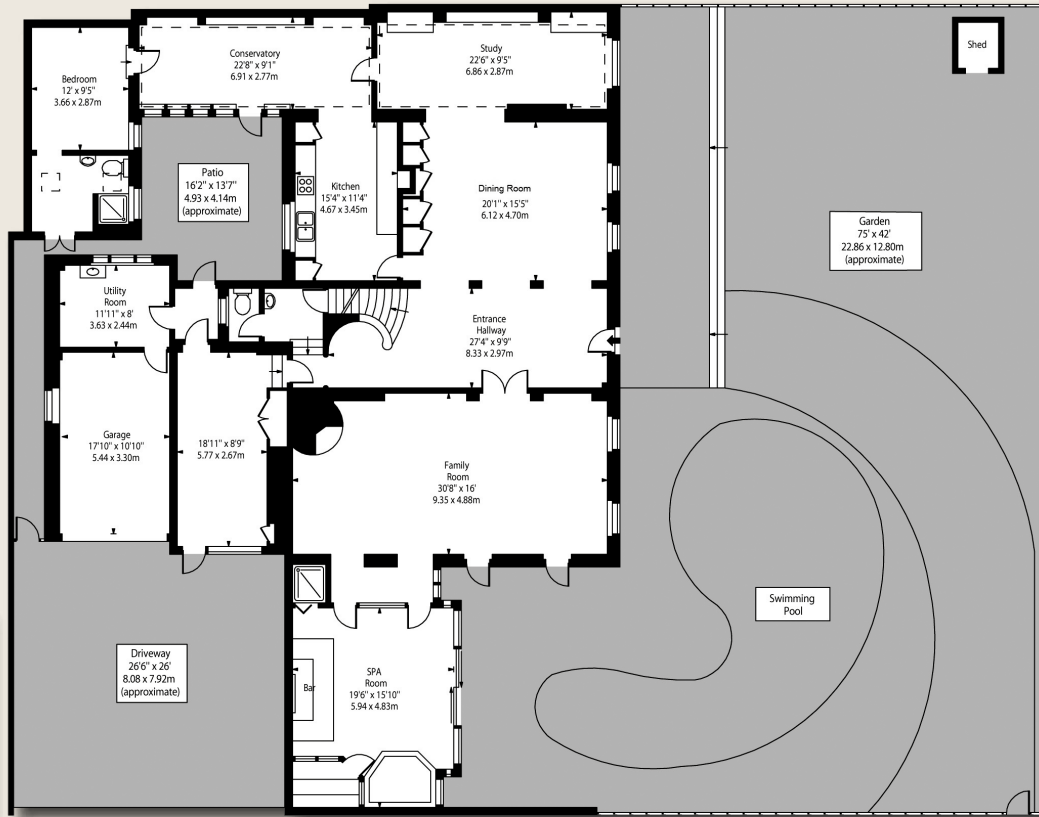 Conservatory
22'8" x 9'1"
6.91 x 2.77m
Study
22'6" x 9'5"
6.86 x 2.87m
Shed
Bedroom
12' x 9'5"
3.66 x 2.87m
Patio
16'2" x 13'7"
4.93 x 4.14m
(approximate)
Kitchen
15'4" x 11'4"
4.67 x 3.45m
Dining Room
20'1" x 15'5"
6.12 x 4.70m
Garden
75' x 42'
22.86 x 12.80m
(approximate)
Utility
Room
11'11" x 8'
3.63 x 2.44m
Entrance
Hallway
27'4" x 9'9"
8.33 x 2.97m
Garage
17'10" x 10'10"
5.44 x 3.30m
18'11" x 8'9"
5.77 x 2.67m
Family
Room
30'8" x 16'
9.35 x 4.88m
Swimming
Pool
Driveway
26'6" x 26'
8.08 x 7.92m
(approximate)
Bar
SPA
Room
19'6" x 15'10"
5.94 x 4.83m